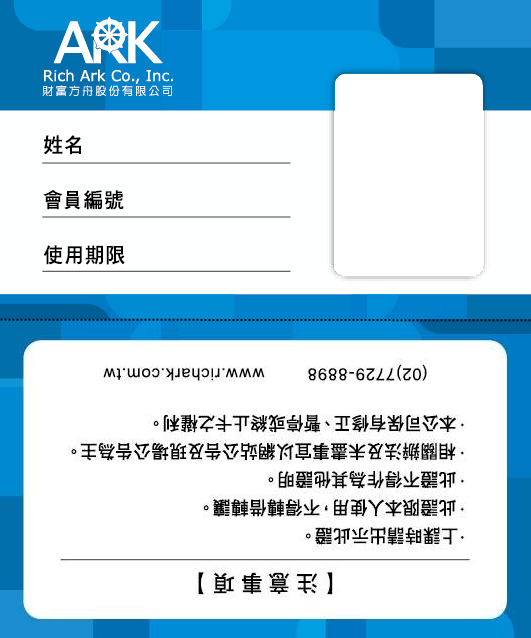 ARK
Rich Ark Co., Inc.
財富方舟股份有限公司
姓名
會員編號
使用期限
【注意事項】
·上課時請出示此證。
·此證限本人使用，不得轉借轉讓。
·此證不得作為其他證明。
·相關辦法及未盡事宜以網站公告及現場公告為主。
·本公司保有修正、暫停或終止卡之權利。
(02)7729-8898 www.richark.com.tw